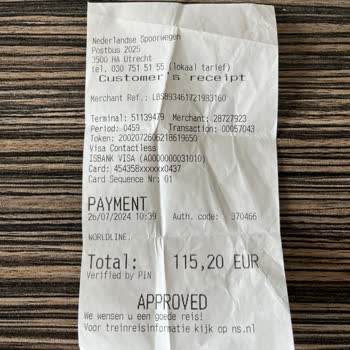 Nederlandse Spoorwegen
Postbus 2025
3500 HA Utrecht
tel. 030 751 51 55 (lokaal tarief)
Customer's receipt
Merchant Ref.: LBS893461721983160
Terminal: 51139479 Merchant: 28727923
Period: 0459 Transaction: 00057043
Token: 2002072606218619650
Visa Contactless
ISBANK VISA (A0000000031010)
Card: 454358xxxxxx0437
Card Sequence Nr: 01
PAYMENT
26/07/2024 10:39 Auth. code: 370466
WORLDLINE.
Total: 115,20 EUR
Verified by PIN
APPROVED
We wensen u een goede reis!
Voor treinreisinformatie kijk op ns.nl